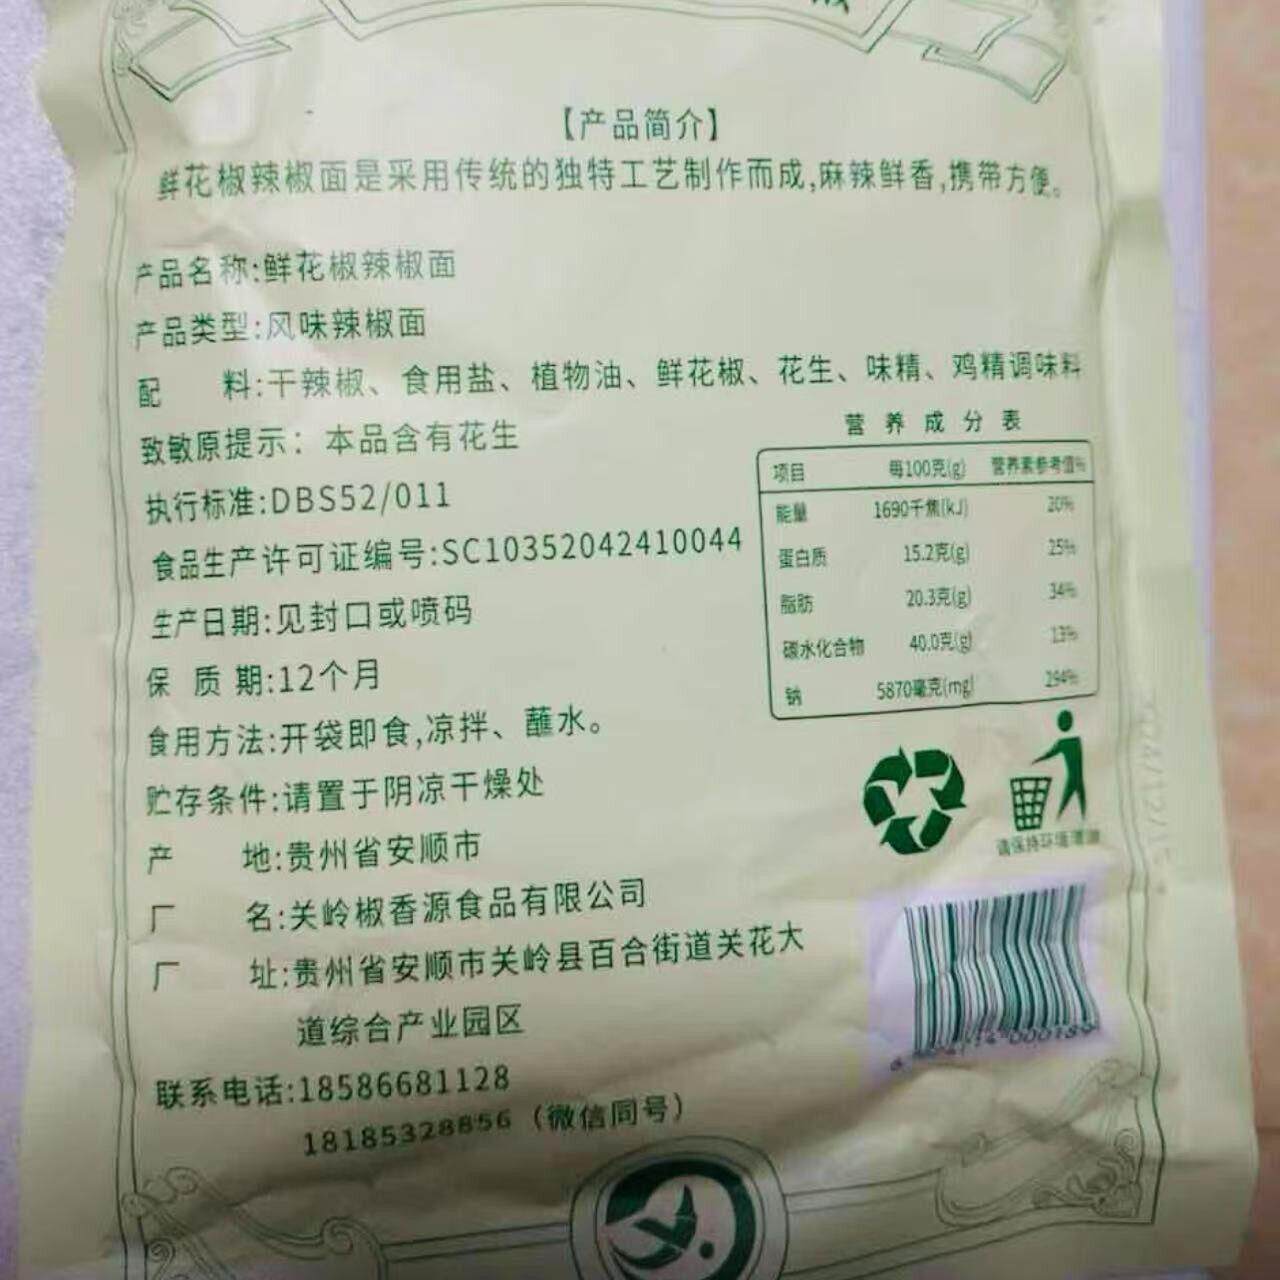 【产品简介】
鲜花椒辣椒面是采用传统的独特工艺制作而成,麻辣鲜香,携带方便。
产品名称:鲜花椒辣椒面
产品类型:风味辣椒面
配 料:干辣椒、食用盐、植物油、鲜花椒、花生、味精、鸡精调味料
致敏原提示: 本品含有花生
执行标准:DBS52/011
食品生产许可证编号:SC10352042410044
生产日期:见封口或喷码
保 质 期:12个月
食用方法:开袋即食,凉拌、蘸水。
贮存条件:请置于阴凉干燥处
产 地:贵州省安顺市
厂 名:关岭椒香源食品有限公司
厂 址:贵州省安顺市关岭县百合街道关花大
道综合产业园区
联系电话:18586681128
18185328856（微信同号）
营 养 成 分 表
项目 每100克(g) 营养素参考值%
能量 1690千焦(kJ) 20%
蛋白质 15.2克(g) 25%
脂肪 20.3克(g) 34%
碳水化合物 40.0克(g) 13%
钠 5870毫克(mg) 294%
请保持环境清洁